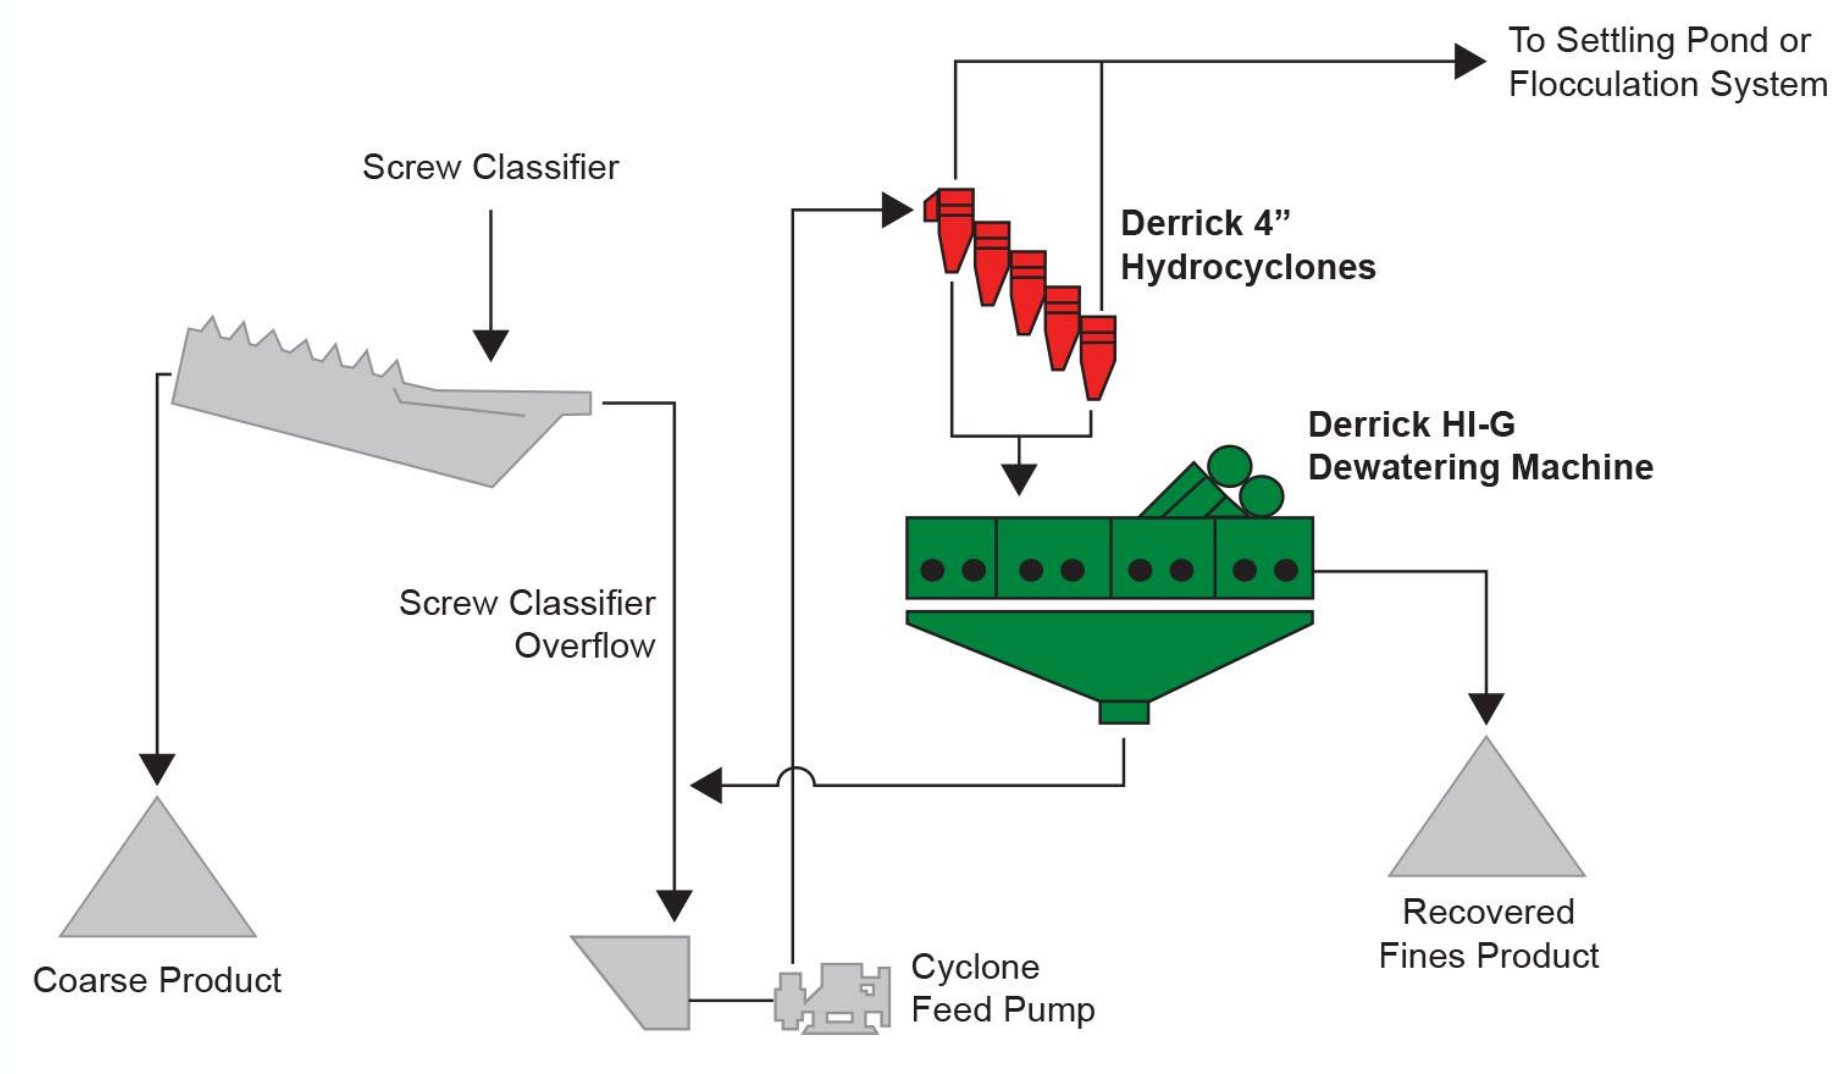 To Settling Pond or
Flocculation System
Screw Classifier
Derrick 4”
Hydrocyclones
Derrick HI-G
Dewatering Machine
Screw Classifier
Overflow
Recovered
Fines Product
Coarse Product
Cyclone
Feed Pump